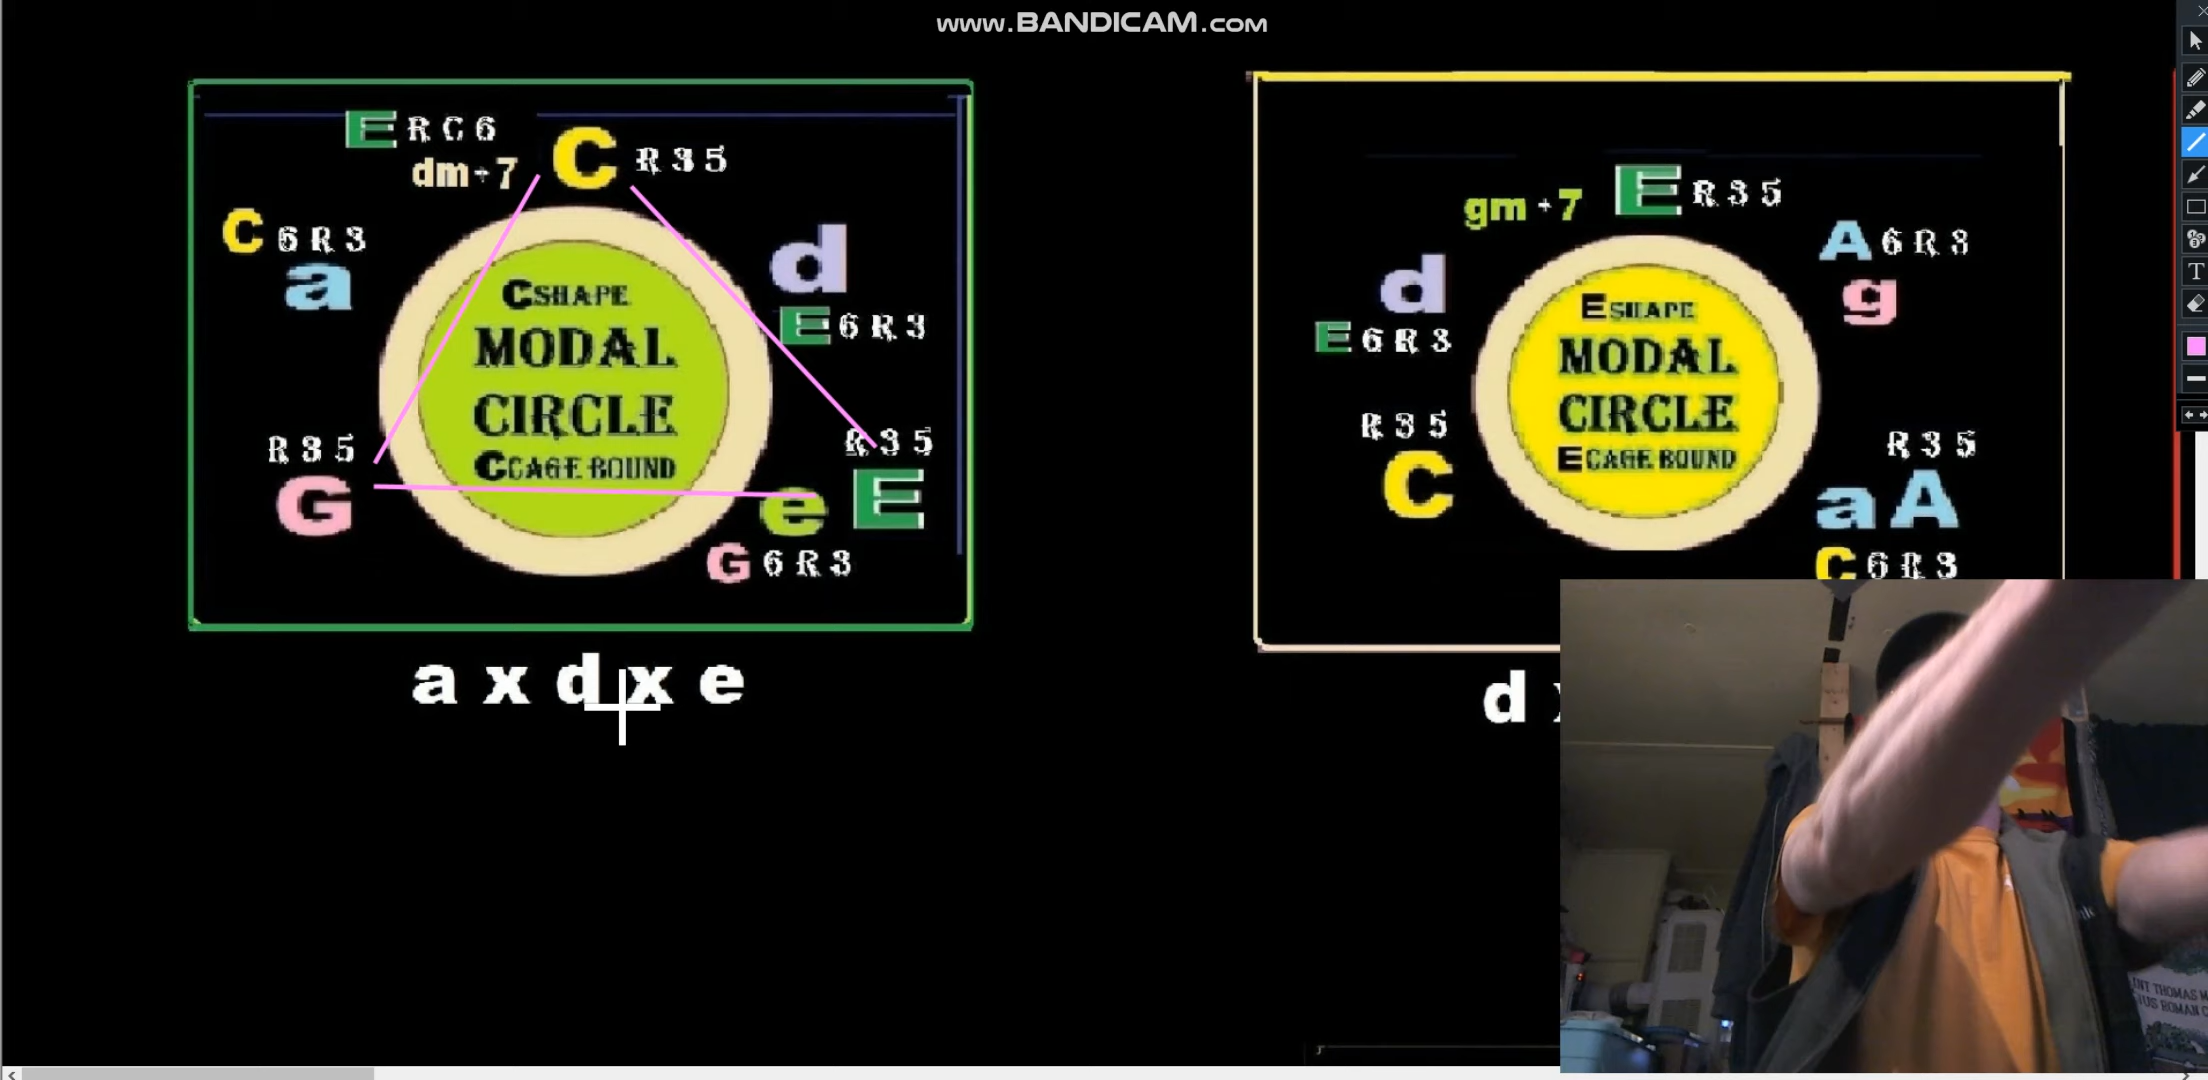 www.BANDICAM.com
E R C 6
dm-7
C R 3 5
C 6 R 3
a
d
E 6 R 3
C SHAPE
MODAL
CIRCLE
C CAGE BOUND
R 3 5
G
R 3 5
e E
G 6 R 3
a x d x e
gm-7
E R 3 5
A 6 R 3
g
d
E 6 R 3
E SHAPE
MODAL
CIRCLE
E CAGE BOUND
R 3 5
C
R 3 5
a A
C 6 R 3
d
T